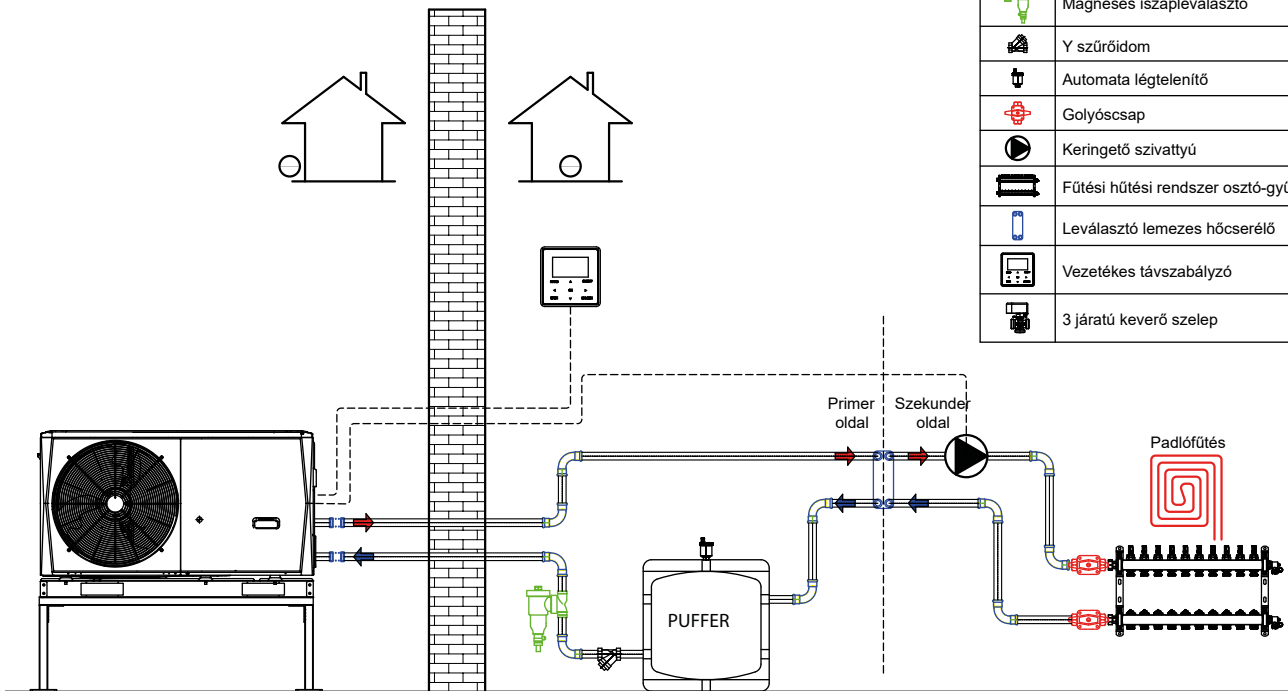 Mágneses iszapleválasztó
Y szűrőidom
Automata légtelenítő
Golyóscsap
Keringető szivattyú
Fűtési hűtési rendszer osztó-gyű
Leválasztó lemezes hőcserélő
Vezetékes távszabályzó
3 járatú keverő szelep
Primer
oldal
Szekunder
oldal
Padlófűtés
PUFFER